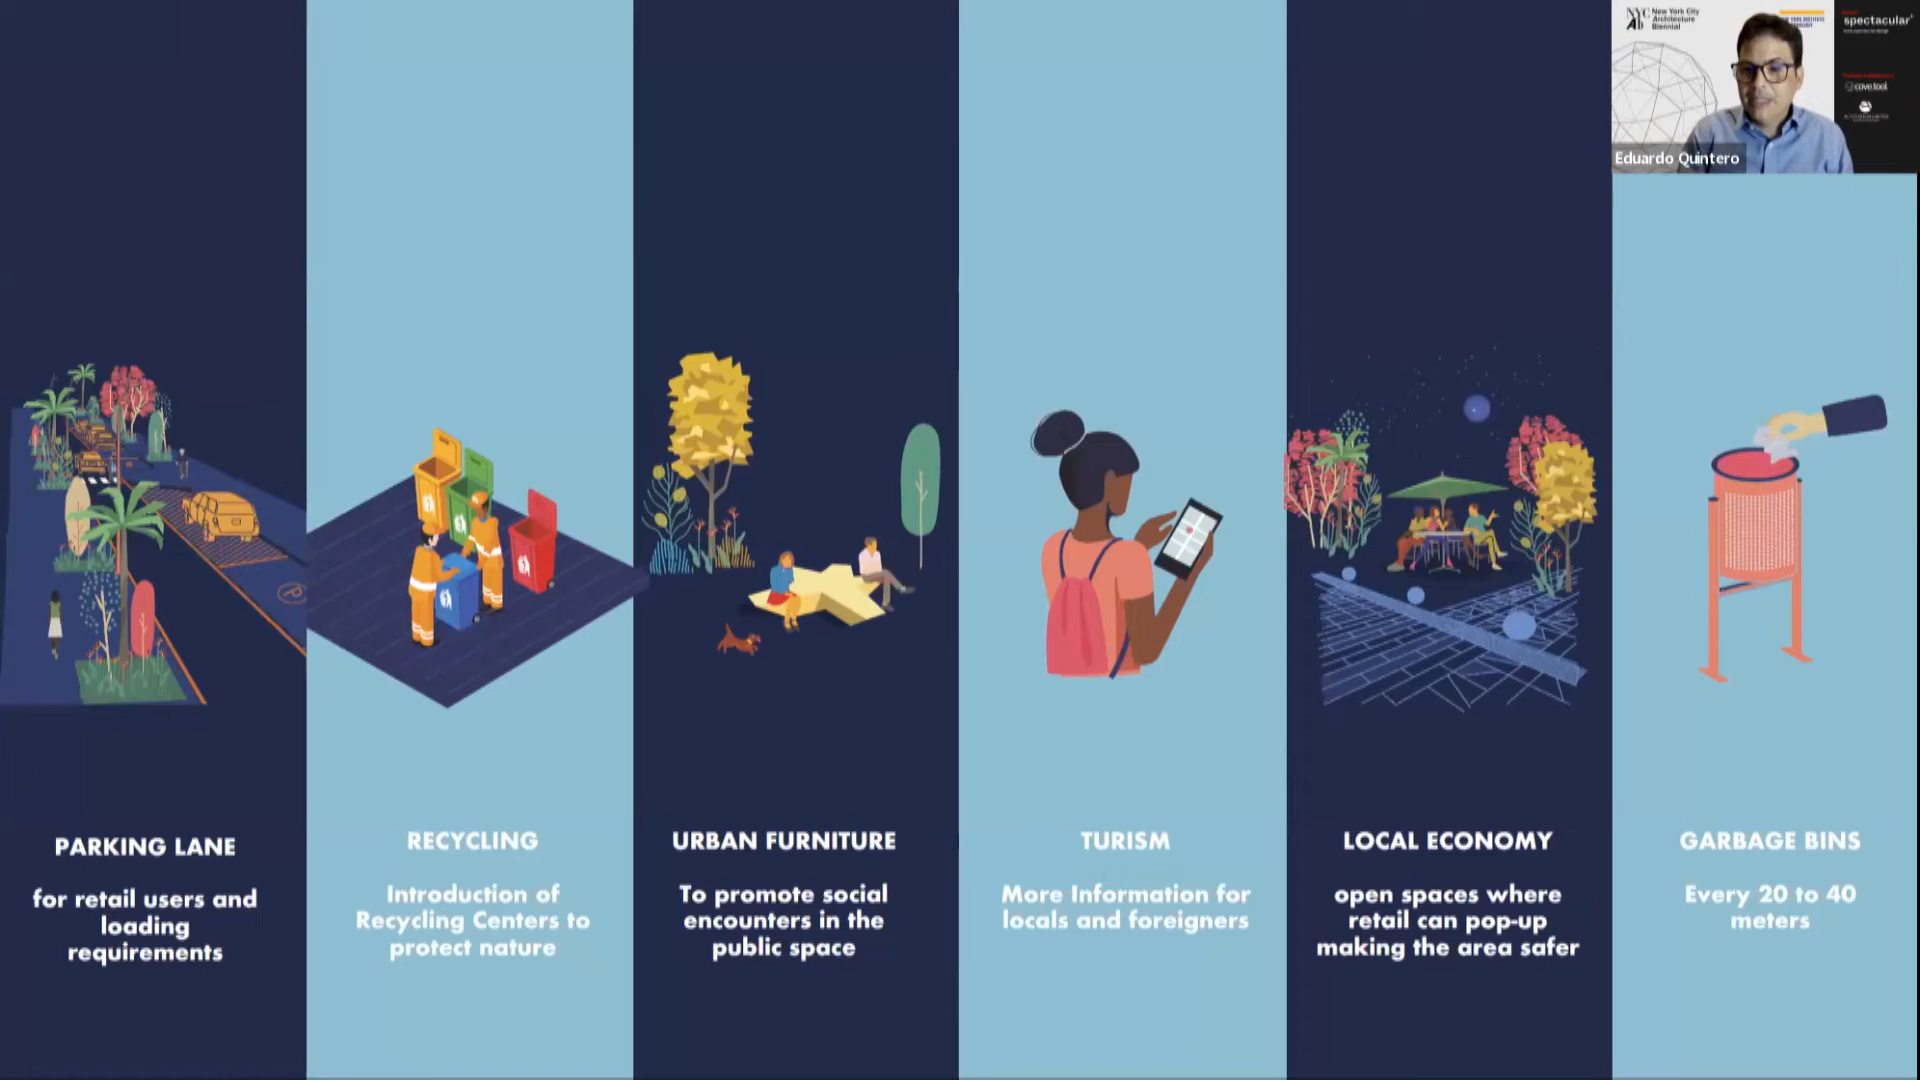 NYC
AB
New York City
Architecture
Biennial
spectacular
cove.tool
Eduardo Quintero
PARKING LANE
for retail users and
loading
requirements
RECYCLING
Introduction of
Recycling Centers to
protect nature
URBAN FURNITURE
To promote social
encounters in the
public space
TURISM
More Information for
locals and foreigners
LOCAL ECONOMY
open spaces where
retail can pop-up
making the area safer
GARBAGE BINS
Every 20 to 40
meters
P